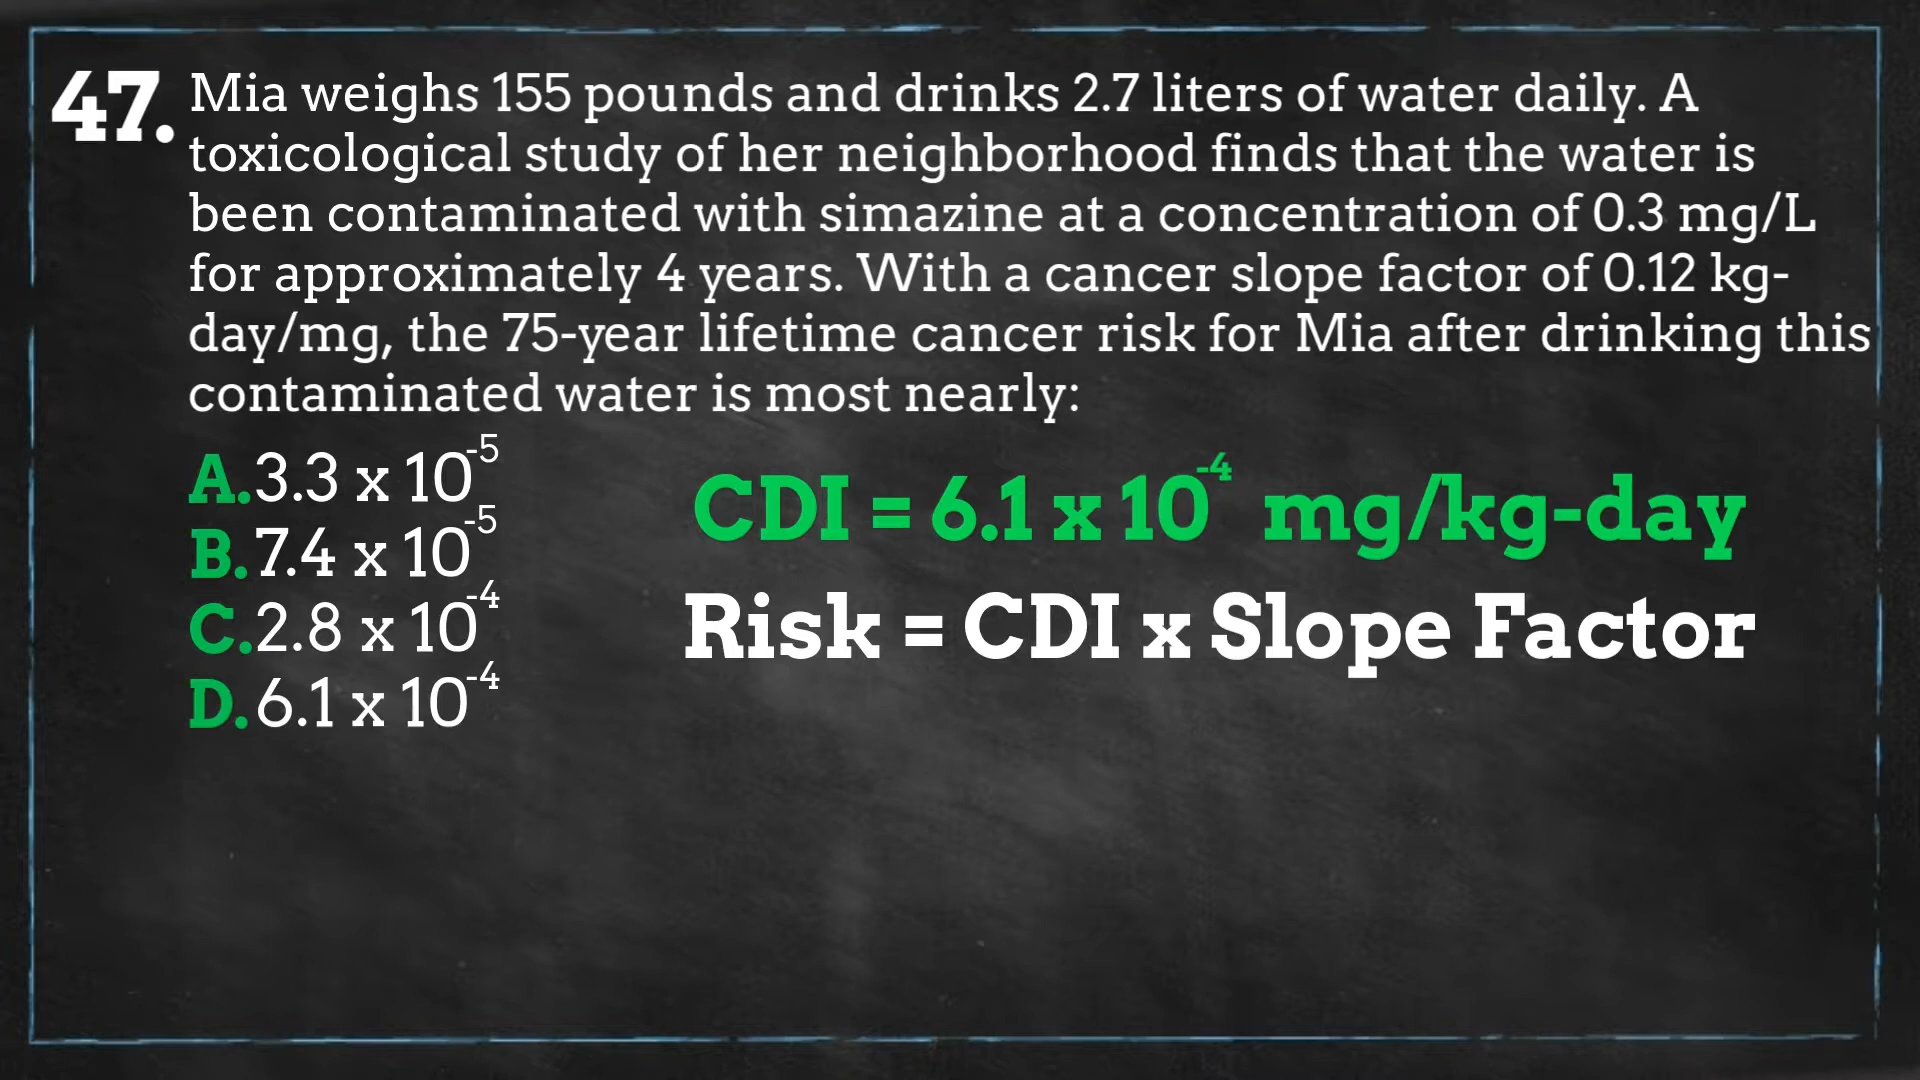 47. Mia weighs 155 pounds and drinks 2.7 liters of water daily. A
toxicological study of her neighborhood finds that the water is
been contaminated with simazine at a concentration of 0.3 mg/L
for approximately 4 years. With a cancer slope factor of 0.12 kg-
day/mg, the 75-year lifetime cancer risk for Mia after drinking this
contaminated water is most nearly:
A. 3.3 x 10⁻⁵
B. 7.4 x 10⁻⁵
C. 2.8 x 10⁻⁴
D. 6.1 x 10⁻⁴
CDI = 6.1 x 10⁻⁴ mg/kg-day
Risk = CDI x Slope Factor